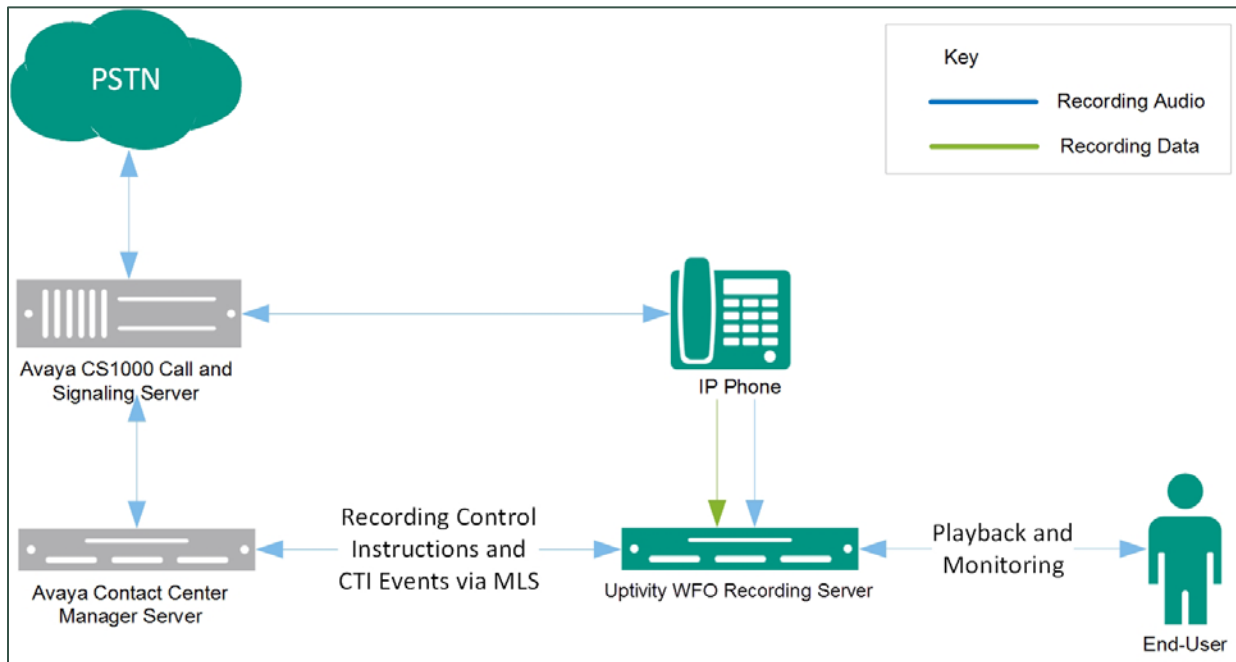 PSTN
Key
Recording Audio
Recording Data
Avaya CS1000 Call and
Signaling Server
IP Phone
Recording Control
Instructions and
CTI Events via MLS
Playback and
Monitoring
Avaya Contact Center
Manager Server
Uptivity WFO Recording Server
End-User